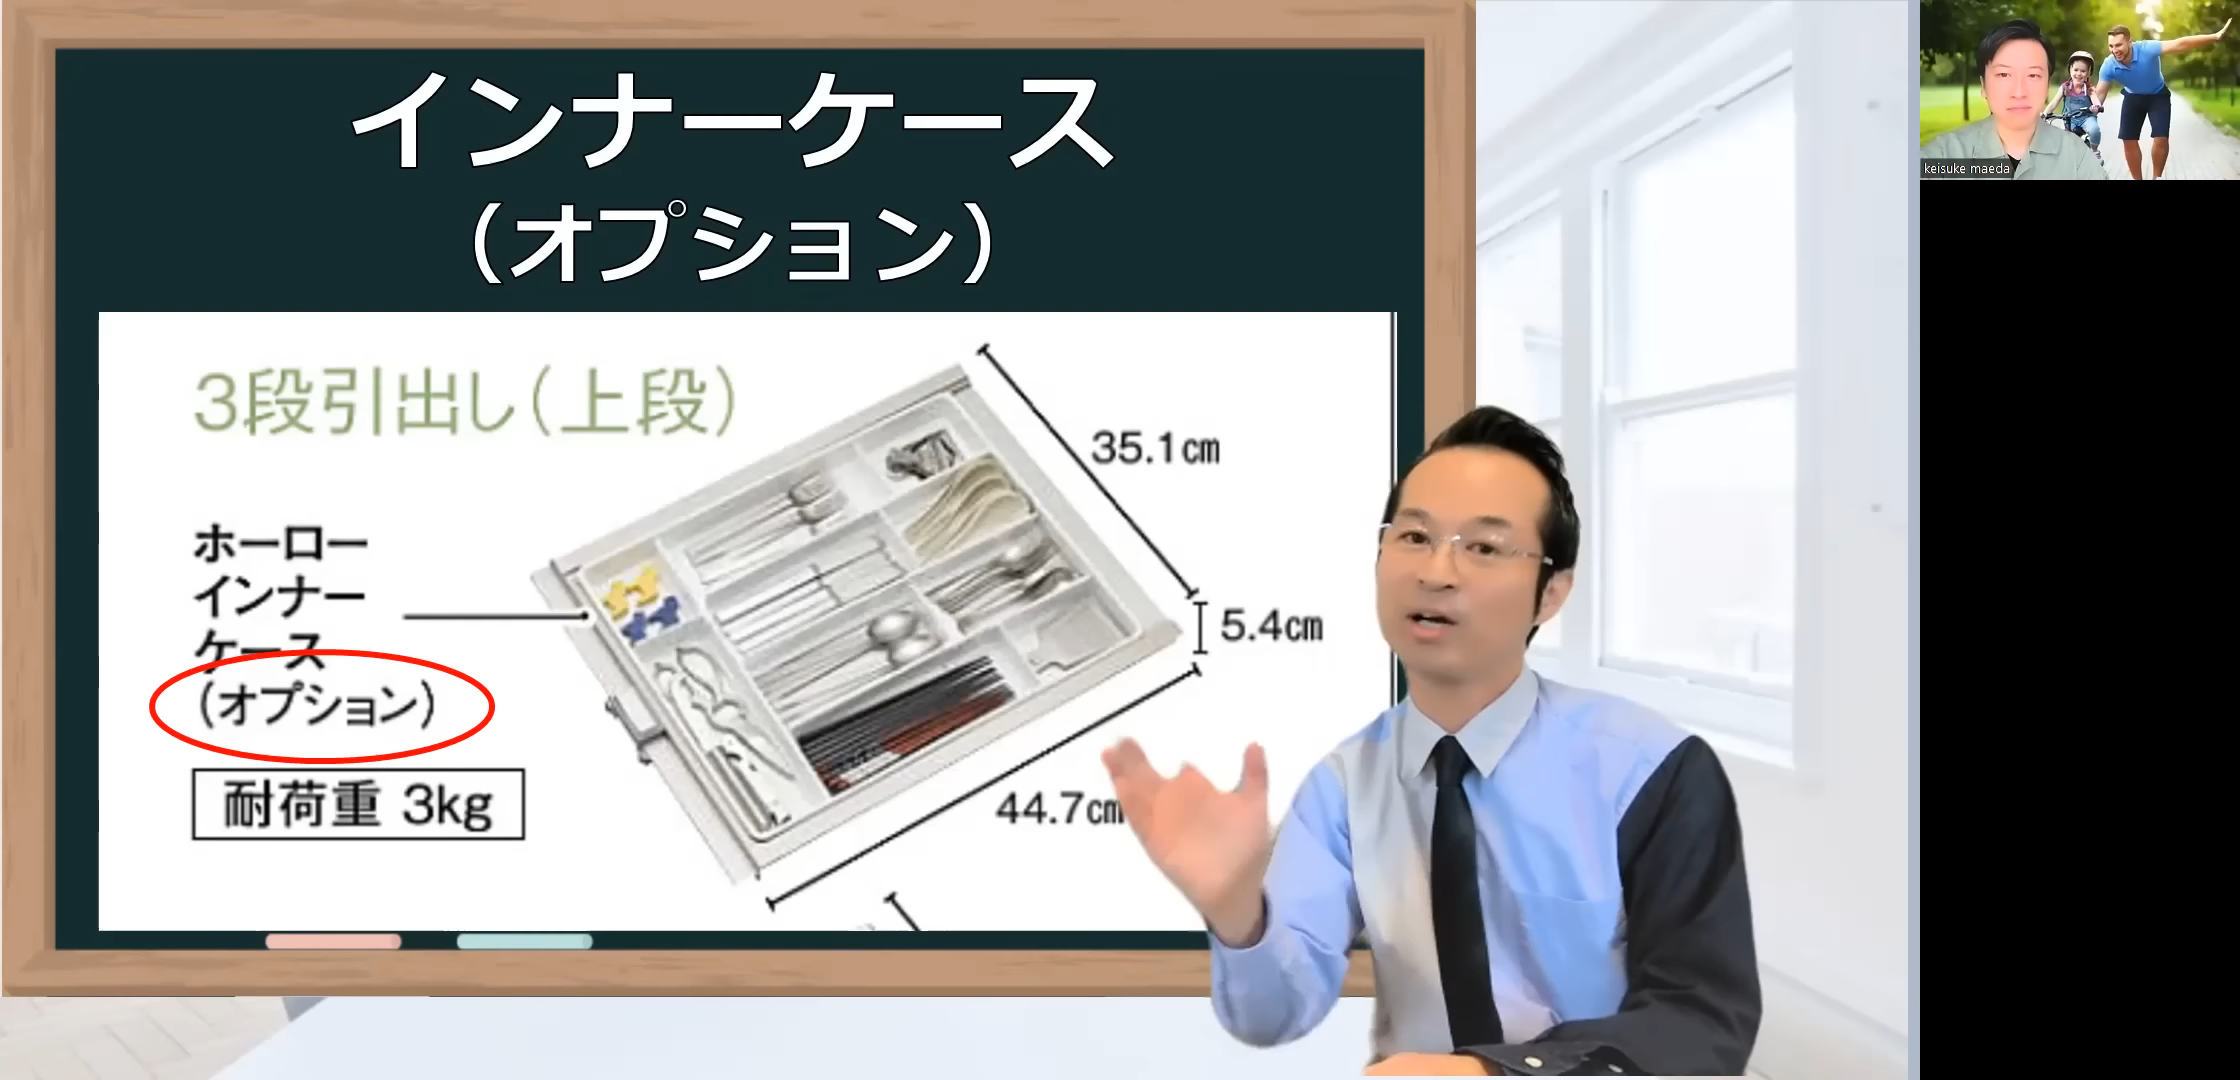 インナーケース
（オプション）
3段引出し（上段）
ホーロー
インナー
ケース
（オプション）
耐荷重 3kg
35.1cm
5.4cm
44.7cm
keisuke maeda